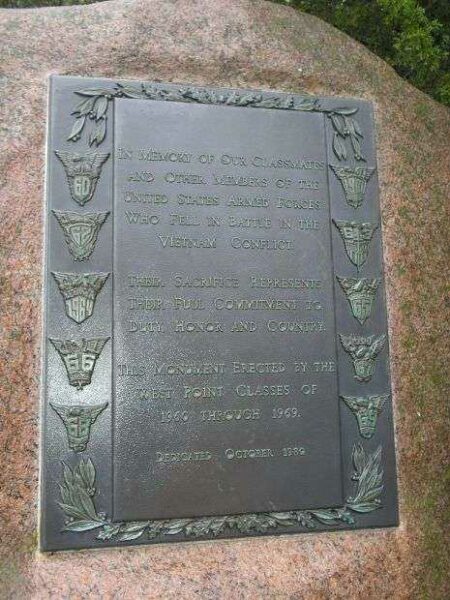 IN MEMORY OF OUR CLASSMATES
AND OTHER MEMBERS OF THE
UNITED STATES ARMED FORCES
WHO FELL IN BATTLE IN THE
VIETNAM CONFLICT.
THEIR SACRIFICE REPRESENTS
THEIR FULL COMMITMENT TO
DUTY, HONOR AND COUNTRY.
THIS MONUMENT ERECTED BY THE
WEST POINT CLASSES OF
1960 THROUGH 1969.
DEDICATED OCTOBER 1989
60
66